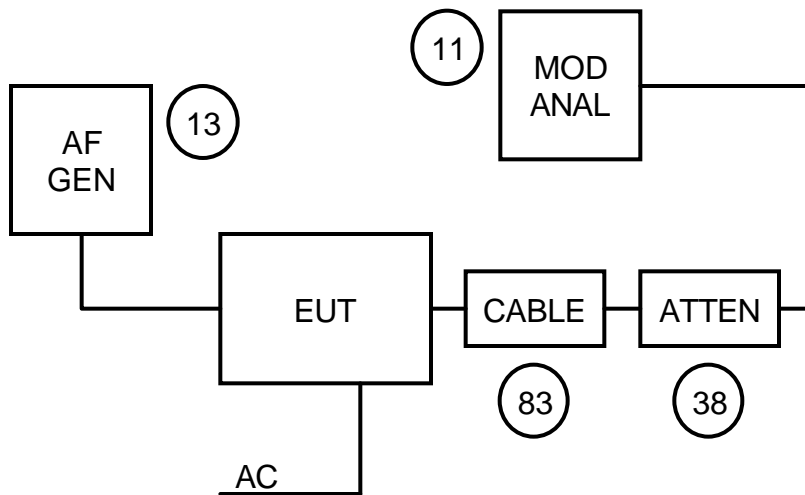 11
MOD
ANAL
13
AF
GEN
EUT
CABLE
ATTEN
83
38
AC